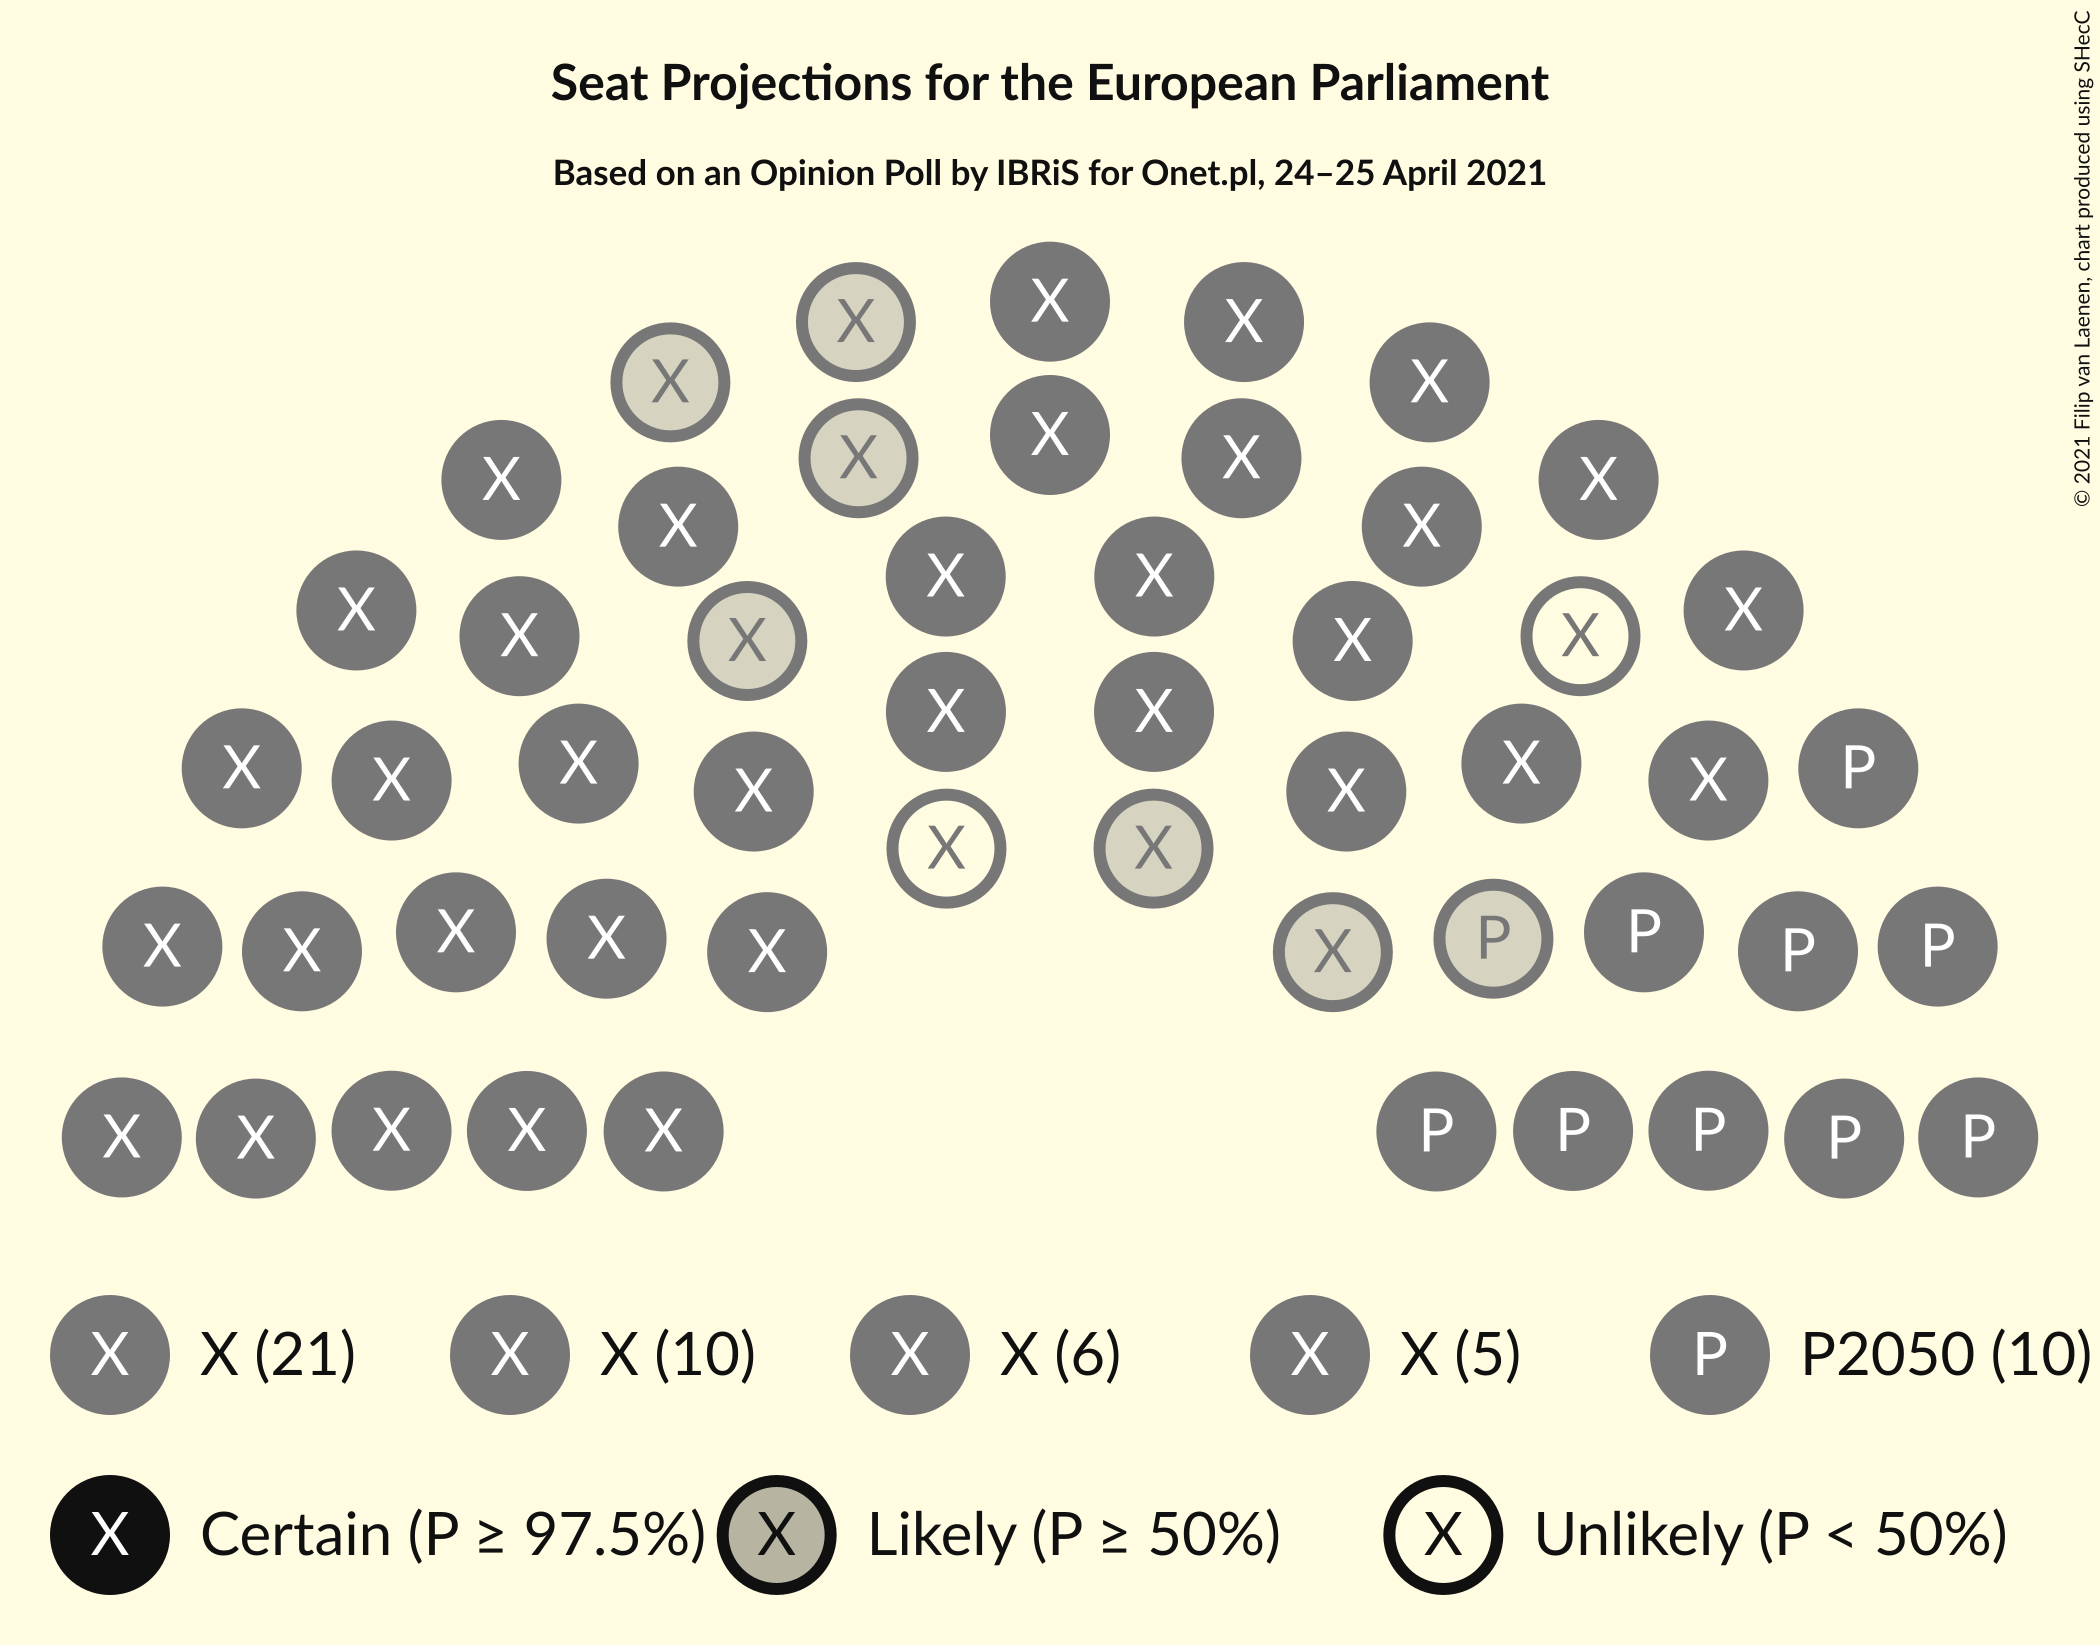 Seat Projections for the European Parliament
Based on an Opinion Poll by IBRiS for Onet.pl, 24–25 April 2021
© 2021 Filip van Laenen, chart produced using SHecC
X
X X
X X
X
X X
X X
X X
X X
X X
X X
X X
X X
X X
X X
X X X P
X X X X
X X
X X
X X X X P P
X X X P P
X X X X X P P P P P
X X (21) X X (10) X X (6) X X (5) P P2050 (10)
X Certain (P ≥ 97.5%) X Likely (P ≥ 50%) X Unlikely (P < 50%)